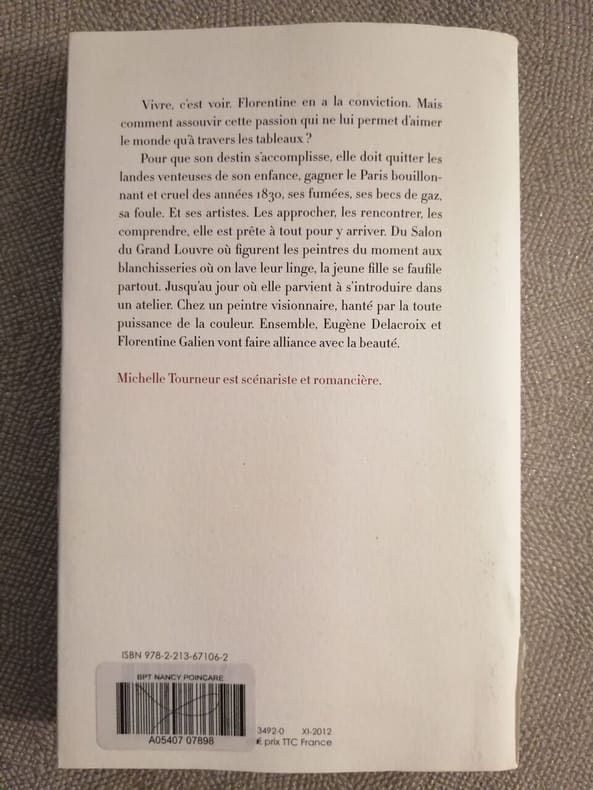 Vivre, c'est voir. Florentine en a la conviction. Mais
comment assouvir cette passion qui ne lui permet d'aimer
le monde qu'à travers les tableaux ?
Pour que son destin s'accomplisse, elle doit quitter les
landes venteuses de son enfance, gagner le Paris bouillon-
nant et cruel des années 1830, ses fumées, ses becs de gaz,
sa foule. Et ses artistes. Les approcher, les rencontrer, les
comprendre, elle est prête à tout pour y arriver. Du Salon
du Grand Louvre où figurent les peintres du moment aux
blanchisseries où on lave leur linge, la jeune fille se faufile
partout. Jusqu'au jour où elle parvient à s'introduire dans
un atelier. Chez un peintre visionnaire, hanté par la toute
puissance de la couleur. Ensemble, Eugène Delacroix et
Florentine Galien vont faire alliance avec la beauté.
Michelle Tourneur est scénariste et romancière.
ISBN 978-2-213-67106-2
BPT NANCY POINCARE
A05407 07898
3492-0 XI-2012
€ prix TTC France